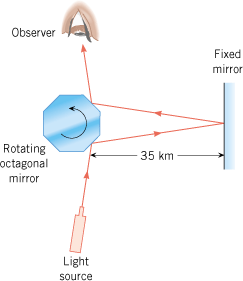 Observer
Fixed
mirror
Rotating
octagonal
mirror
35 km
Light
source